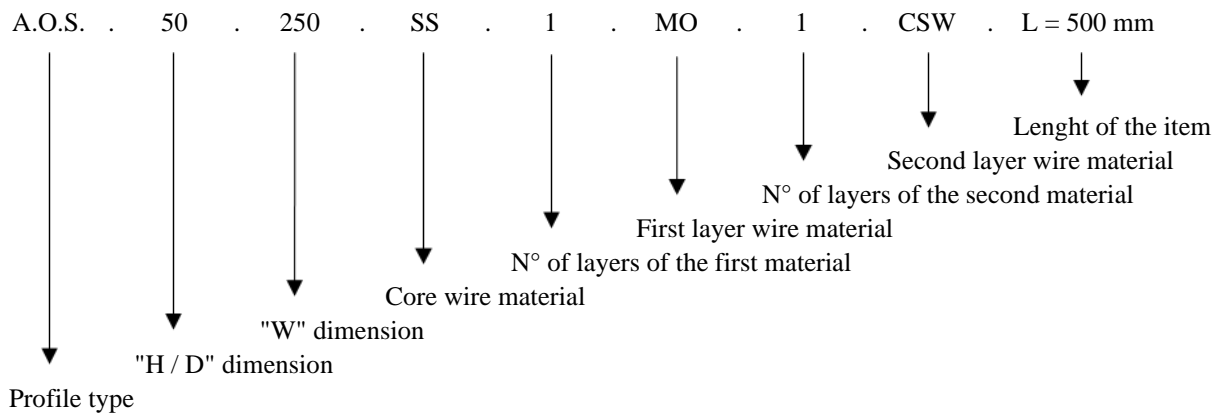 A.O.S. . 50 . 250 . SS . 1 . MO . 1 . CSW . L = 500 mm
Lenght of the item
Second layer wire material
N° of layers of the second material
First layer wire material
N° of layers of the first material
Core wire material
"W" dimension
"H / D" dimension
Profile type